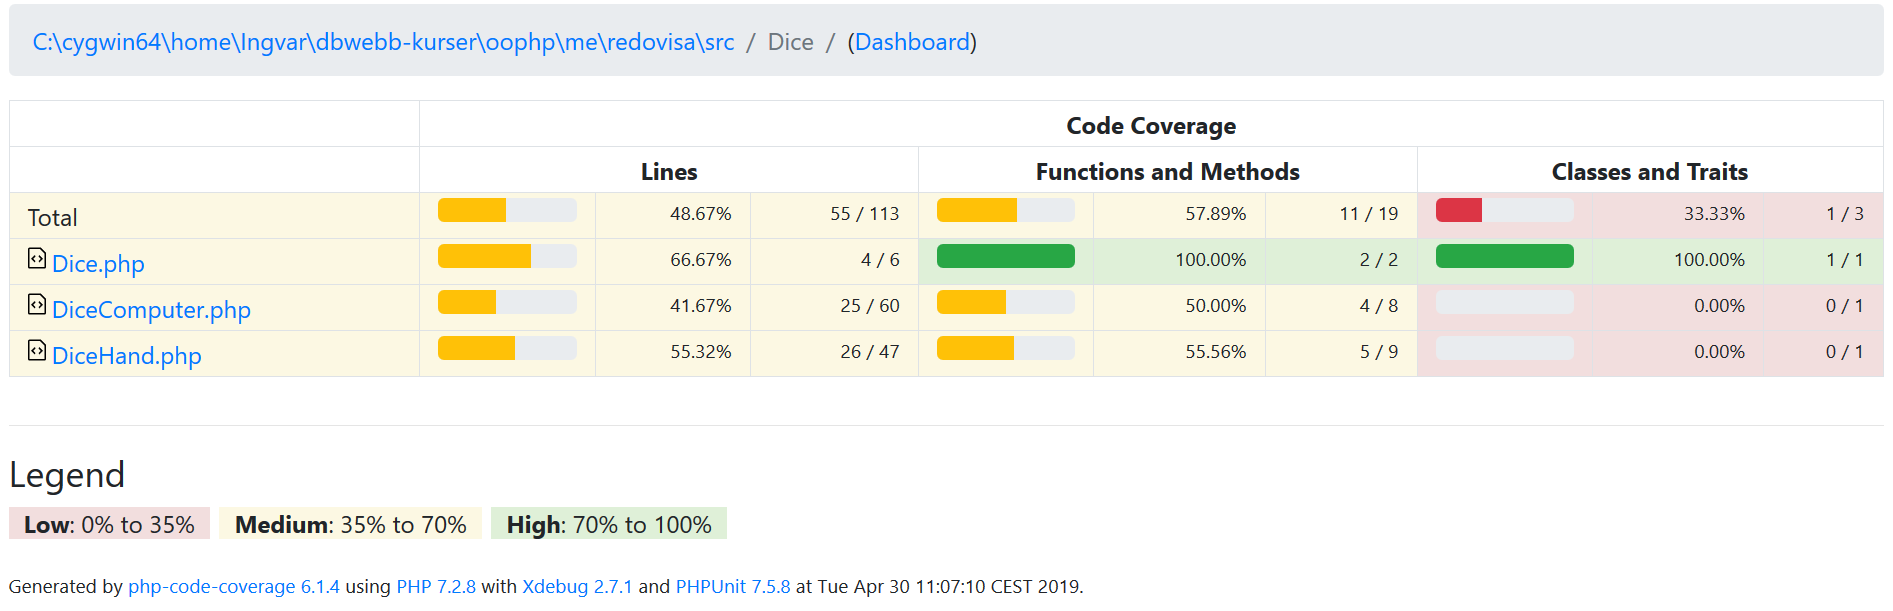 C:\cygwin64\home\Ingvar\dbwebb-kurser\oophp\me\redovisa\src / Dice / (Dashboard)
Code Coverage
Lines Functions and Methods Classes and Traits
Total 48.67% 55 / 113 57.89% 11 / 19 33.33% 1 / 3
Dice.php 66.67% 4 / 6 100.00% 2 / 2 100.00% 1 / 1
DiceComputer.php 41.67% 25 / 60 50.00% 4 / 8 0.00% 0 / 1
DiceHand.php 55.32% 26 / 47 55.56% 5 / 9 0.00% 0 / 1
Legend
Low: 0% to 35% Medium: 35% to 70% High: 70% to 100%
Generated by php-code-coverage 6.1.4 using PHP 7.2.8 with Xdebug 2.7.1 and PHPUnit 7.5.8 at Tue Apr 30 11:07:10 CEST 2019.